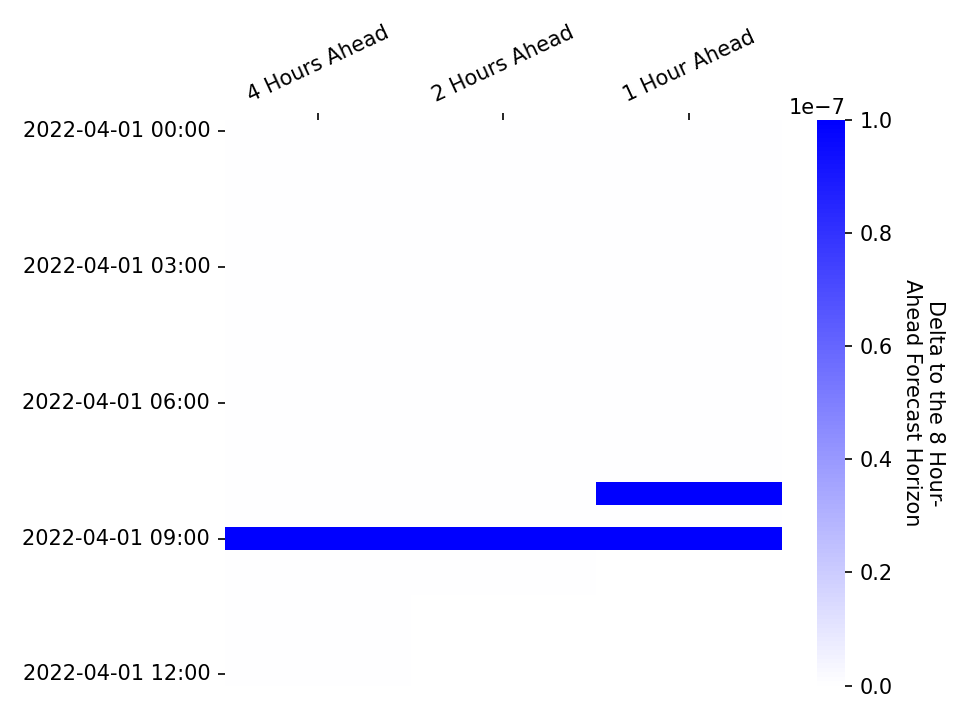 4 Hours Ahead
2 Hours Ahead
1 Hour Ahead
2022-04-01 00:00
2022-04-01 03:00
2022-04-01 06:00
2022-04-01 09:00
2022-04-01 12:00
1e−7
1.0
0.8
0.6
0.4
0.2
0.0
Delta to the 8 Hour-
Ahead Forecast Horizon